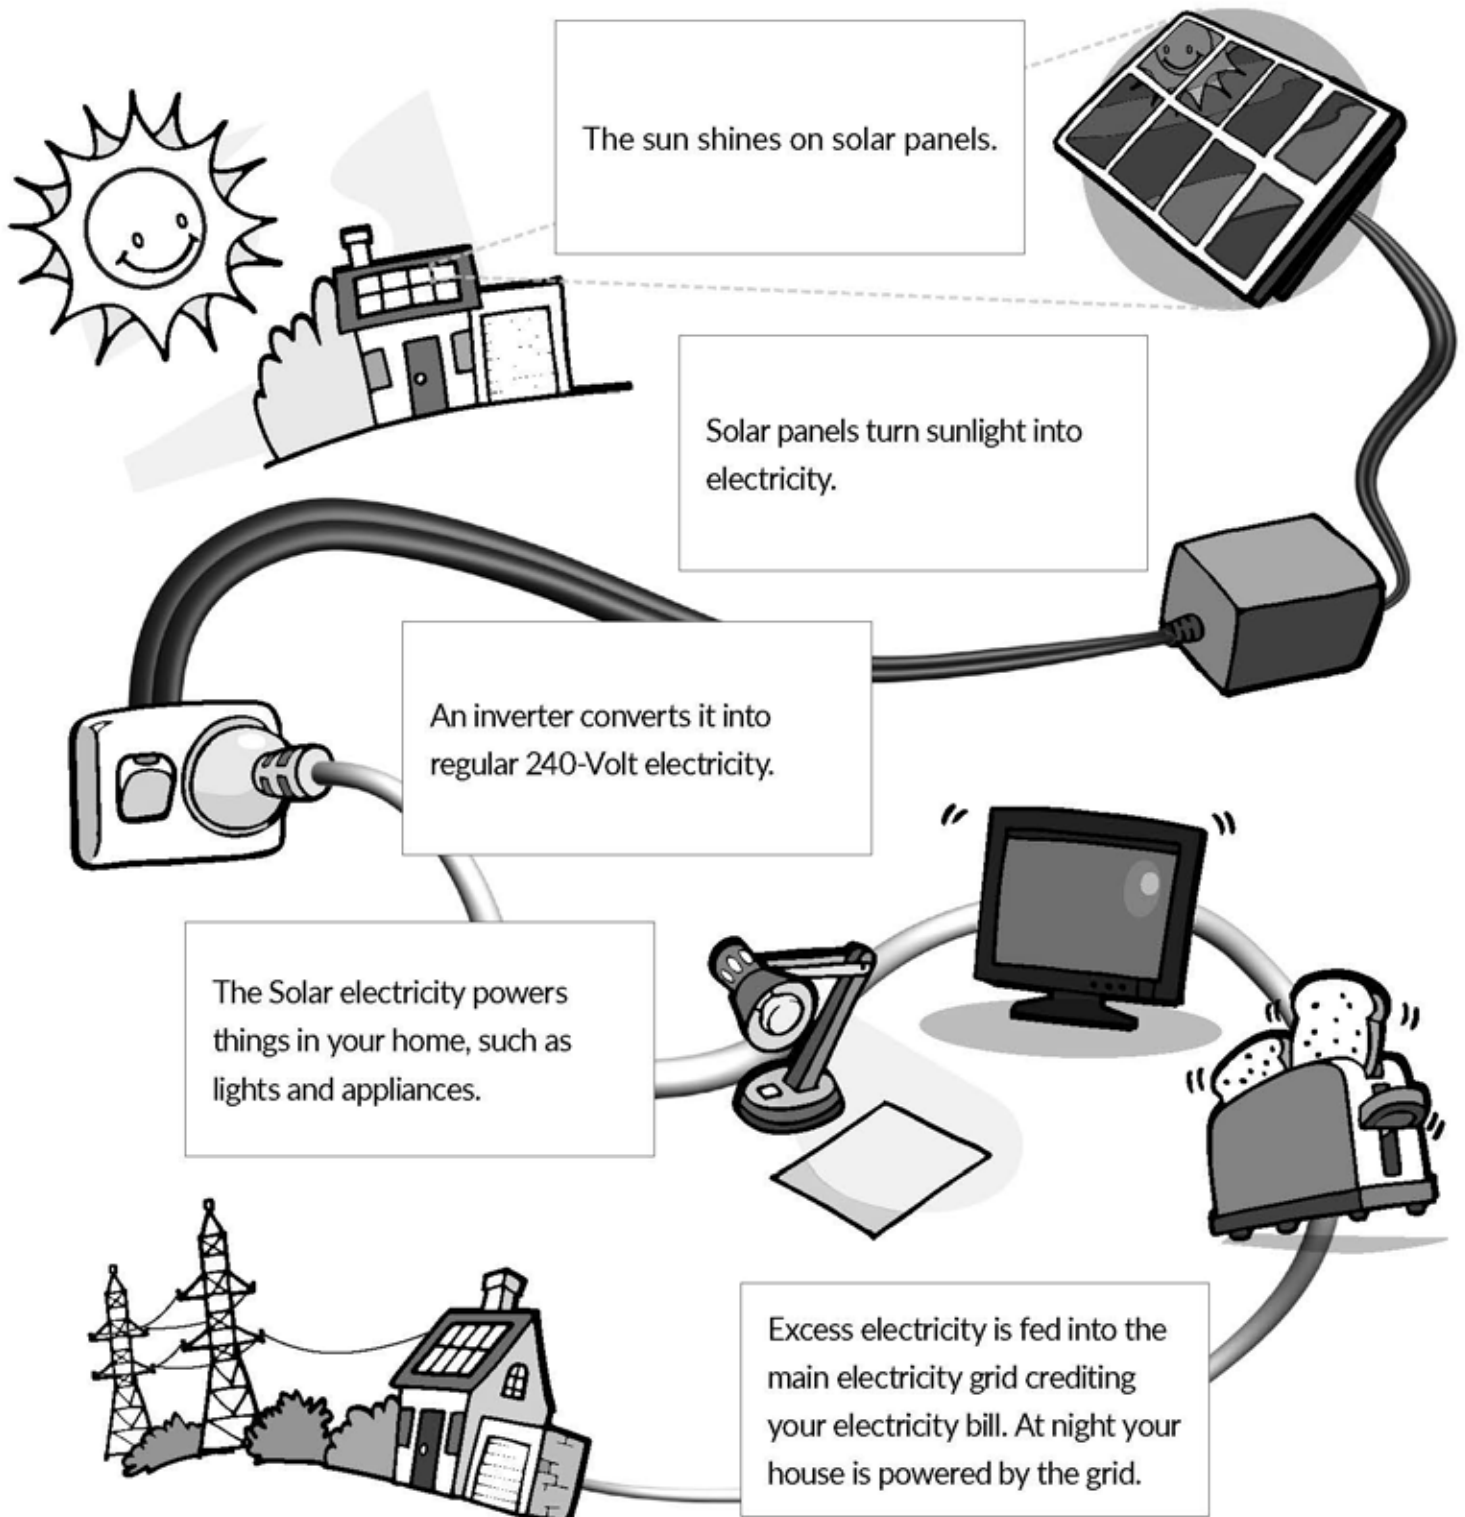 The sun shines on solar panels.
Solar panels turn sunlight into
electricity.
An inverter converts it into
regular 240-Volt electricity.
The Solar electricity powers
things in your home, such as
lights and appliances.
Excess electricity is fed into the
main electricity grid crediting
your electricity bill. At night your
house is powered by the grid.